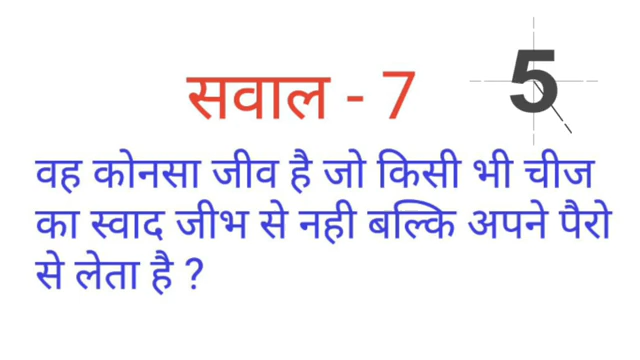 सवाल - 7
5
वह कोनसा जीव है जो किसी भी चीज
का स्वाद जीभ से नही बल्कि अपने पैरो
से लेता है ?